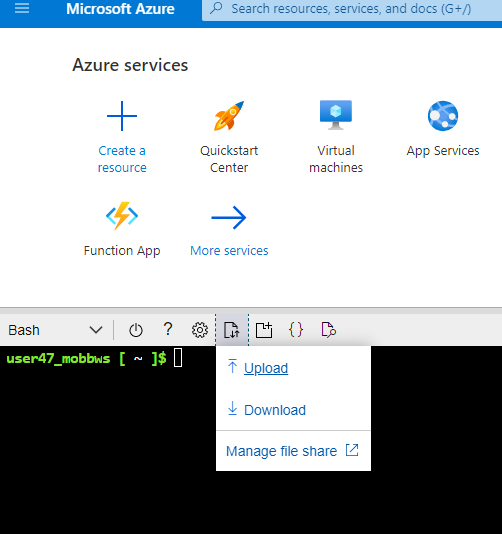 Microsoft Azure
Search resources, services, and docs (G+/)
Azure services
Create a
resource
Quickstart
Center
Virtual
machines
App Services
Function App
More services
Bash
?
{}
user47_mobbws [ ~ ]$
Upload
Download
Manage file share